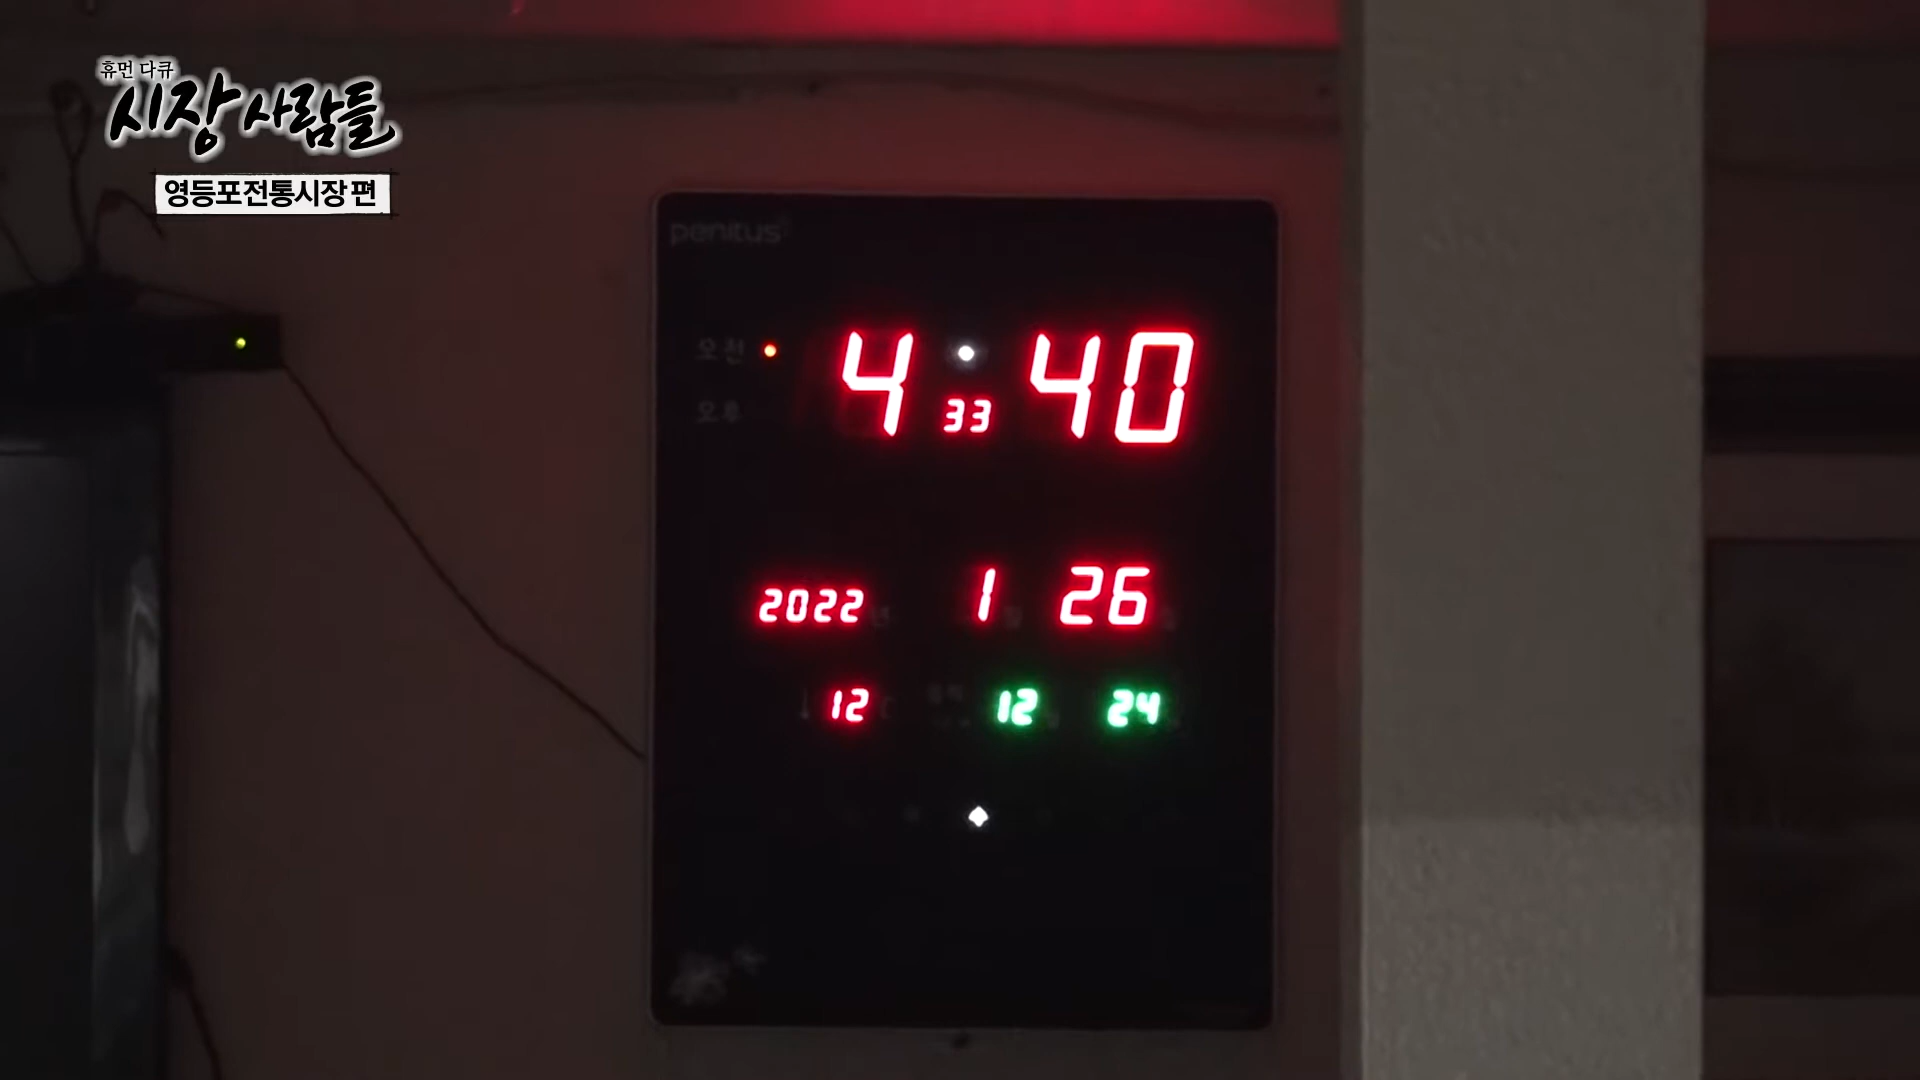 휴먼 다큐
시장 사람들
영등포전통시장 편
penitus
오전
4 40
33
오후
2022 1 26
12 12 24